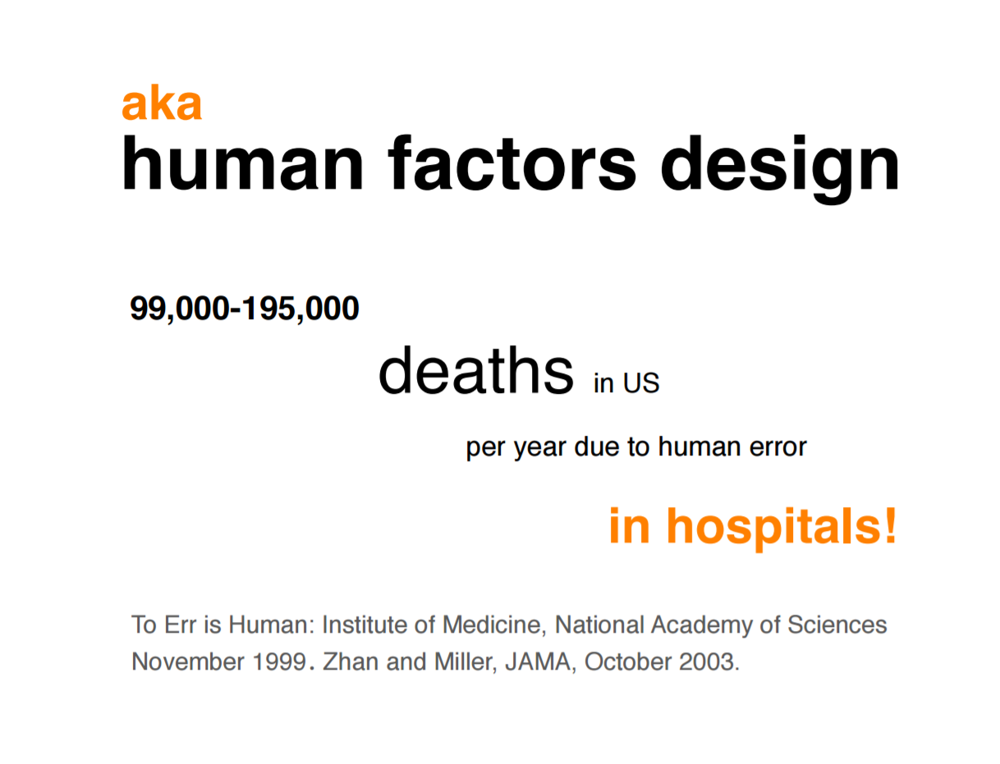 aka
human factors design
99,000-195,000
deaths in US
per year due to human error
in hospitals!
To Err is Human: Institute of Medicine, National Academy of Sciences
November 1999. Zhan and Miller, JAMA, October 2003.